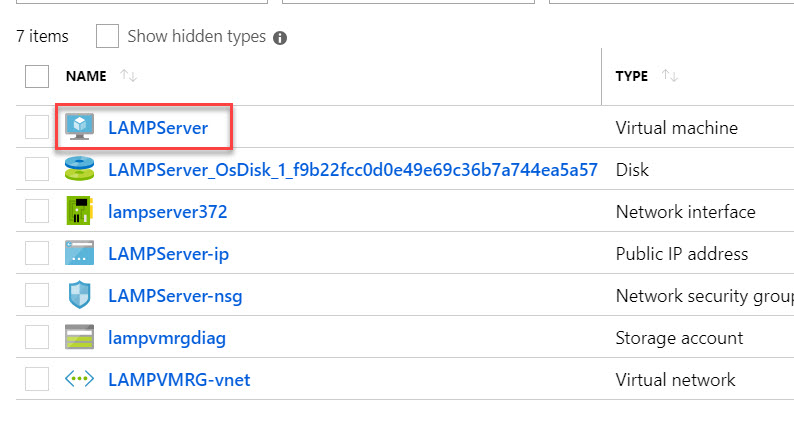 7 items Show hidden types
NAME TYPE
LAMPServer Virtual machine
LAMPServer_OsDisk_1_f9b22fcc0d0e49e69c36b7a744ea5a57 Disk
lampserver372 Network interface
LAMPServer-ip Public IP address
LAMPServer-nsg Network security group
lampvmrgdiag Storage account
LAMPVMRG-vnet Virtual network